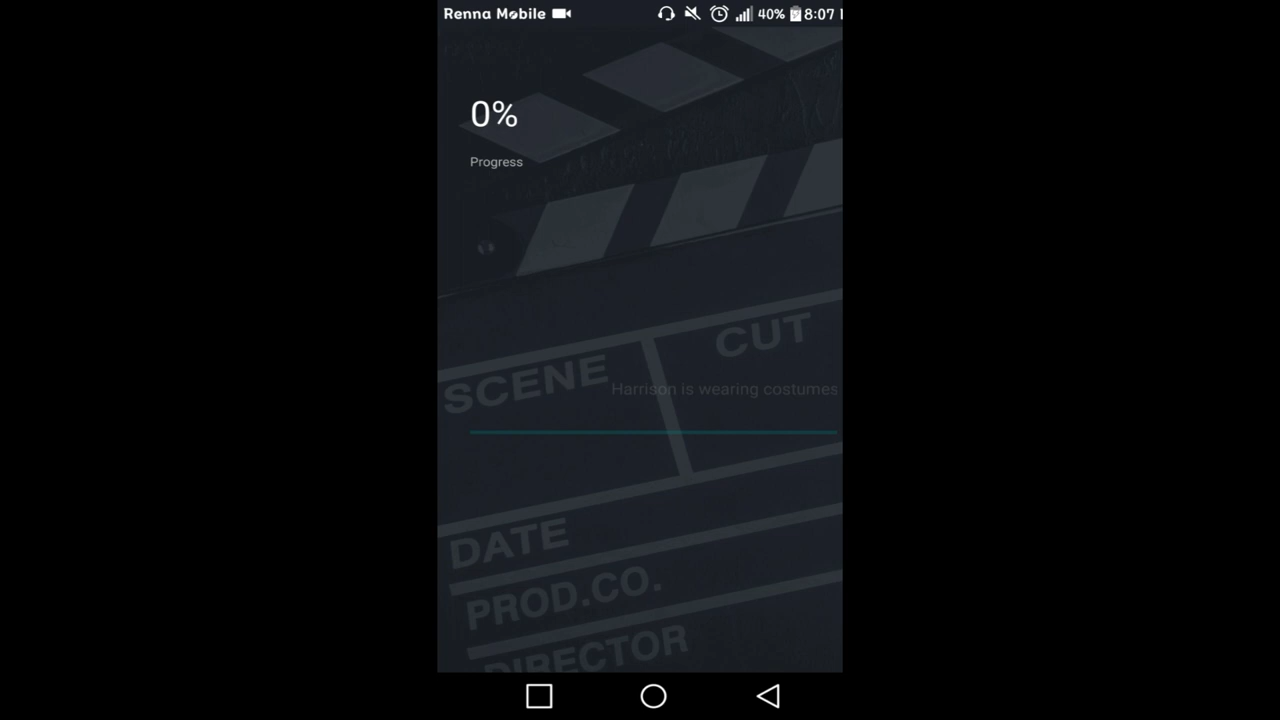 Renna Mobile 40% 8:07
0%
Progress
CUT
SCENE
Harrison is wearing costumes
DATE
PROD.CO.
DIRECTOR